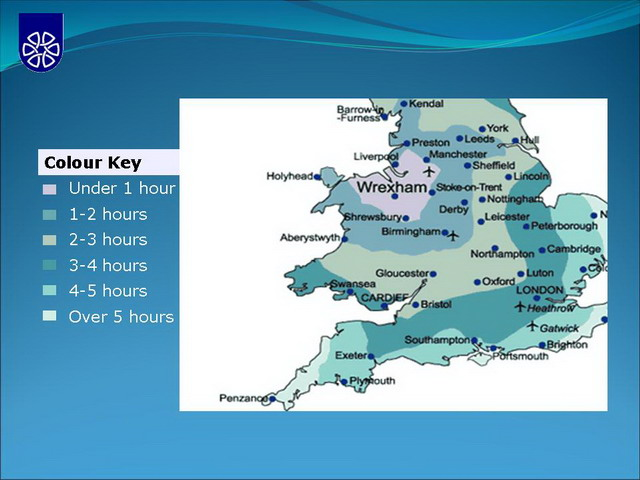 Colour Key
Under 1 hour
1-2 hours
2-3 hours
3-4 hours
4-5 hours
Over 5 hours
Kendal
Barrow-in
-Furness
York
Preston
Leeds
Hull
Liverpool
Manchester
Sheffield
Holyhead
Lincoln
Wrexham
Stoke-on-Trent
Nottingham
Derby
Shrewsbury
Leicester
Peterborough
N
Aberystwyth
Birmingham
Northampton
Cambridge
Gloucester
Luton
Swansea
Oxford
LONDON
CARDIFF
Bristol
Heathrow
Gatwick
Southampton
Brighton
Exeter
Portsmouth
Plymouth
Penzance